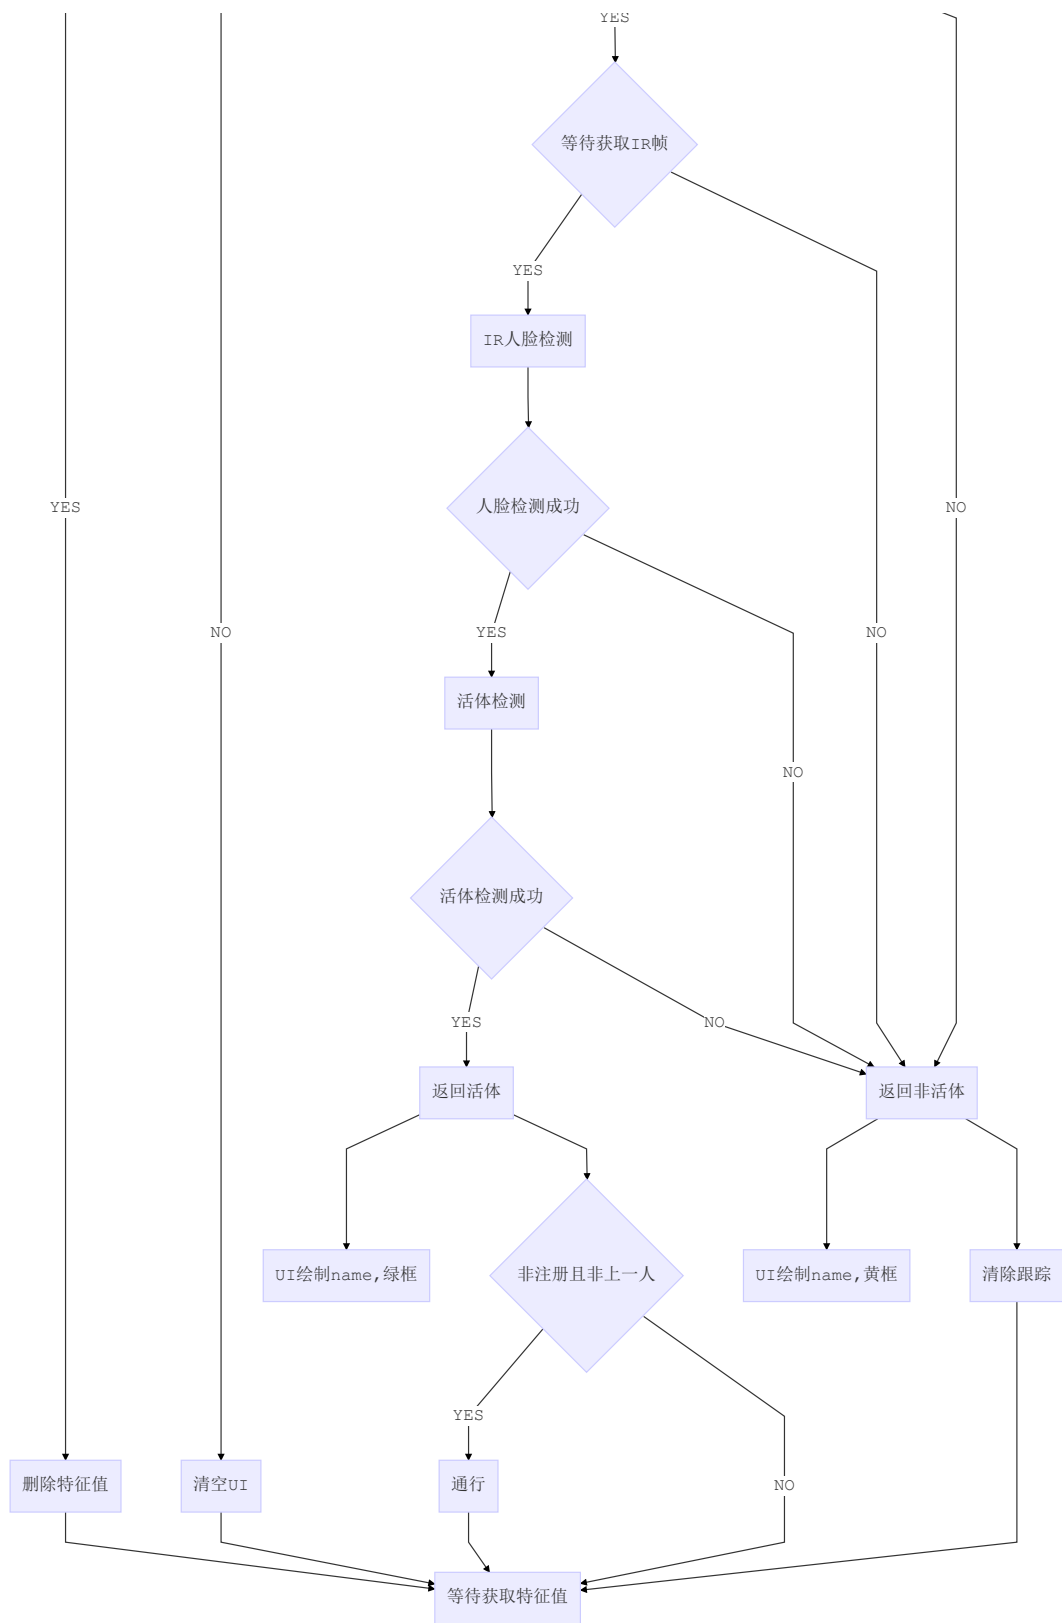 YES
等待获取IR帧
YES
IR人脸检测
YES
人脸检测成功
NO
NO
YES
NO
活体检测
NO
活体检测成功
YES
NO
返回活体
返回非活体
UI绘制name,绿框
非注册且非上一人
UI绘制name,黄框
清除跟踪
YES
删除特征值
清空UI
通行
NO
等待获取特征值